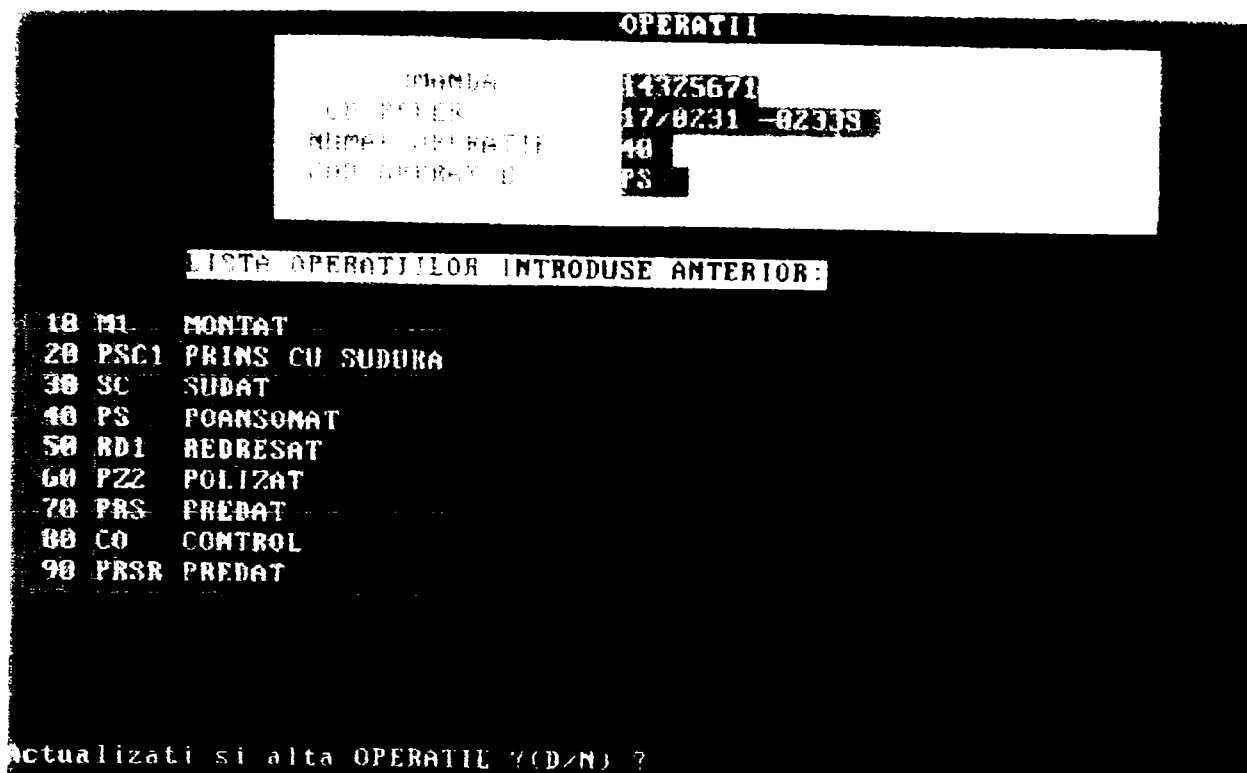 OPERATII
14325671
17/0231 -0233S
40
PS
LISTA OPERATIILOR INTRODUSE ANTERIOR:
10 M1 MONTAT
20 PSC1 PRINS CU SUDURA
30 SC SUDAT
40 PS POANSONAT
50 RD1 REDRESAT
60 PZ2 POLIZAT
70 PRS PREDAT
80 CO CONTROL
90 PRSR PREDAT
Actualizati si alta OPERATIE ?(D/N) ?